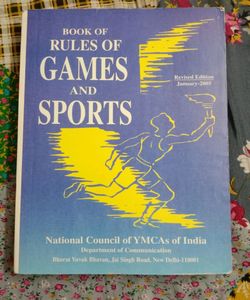 BOOK OF
RULES OF
GAMES
AND
SPORTS
Revised Edition
January-2005
National Council of YMCAs of India
Department of Communication
Bharat Yuvak Bhavan, Jai Singh Road, New Delhi-110001